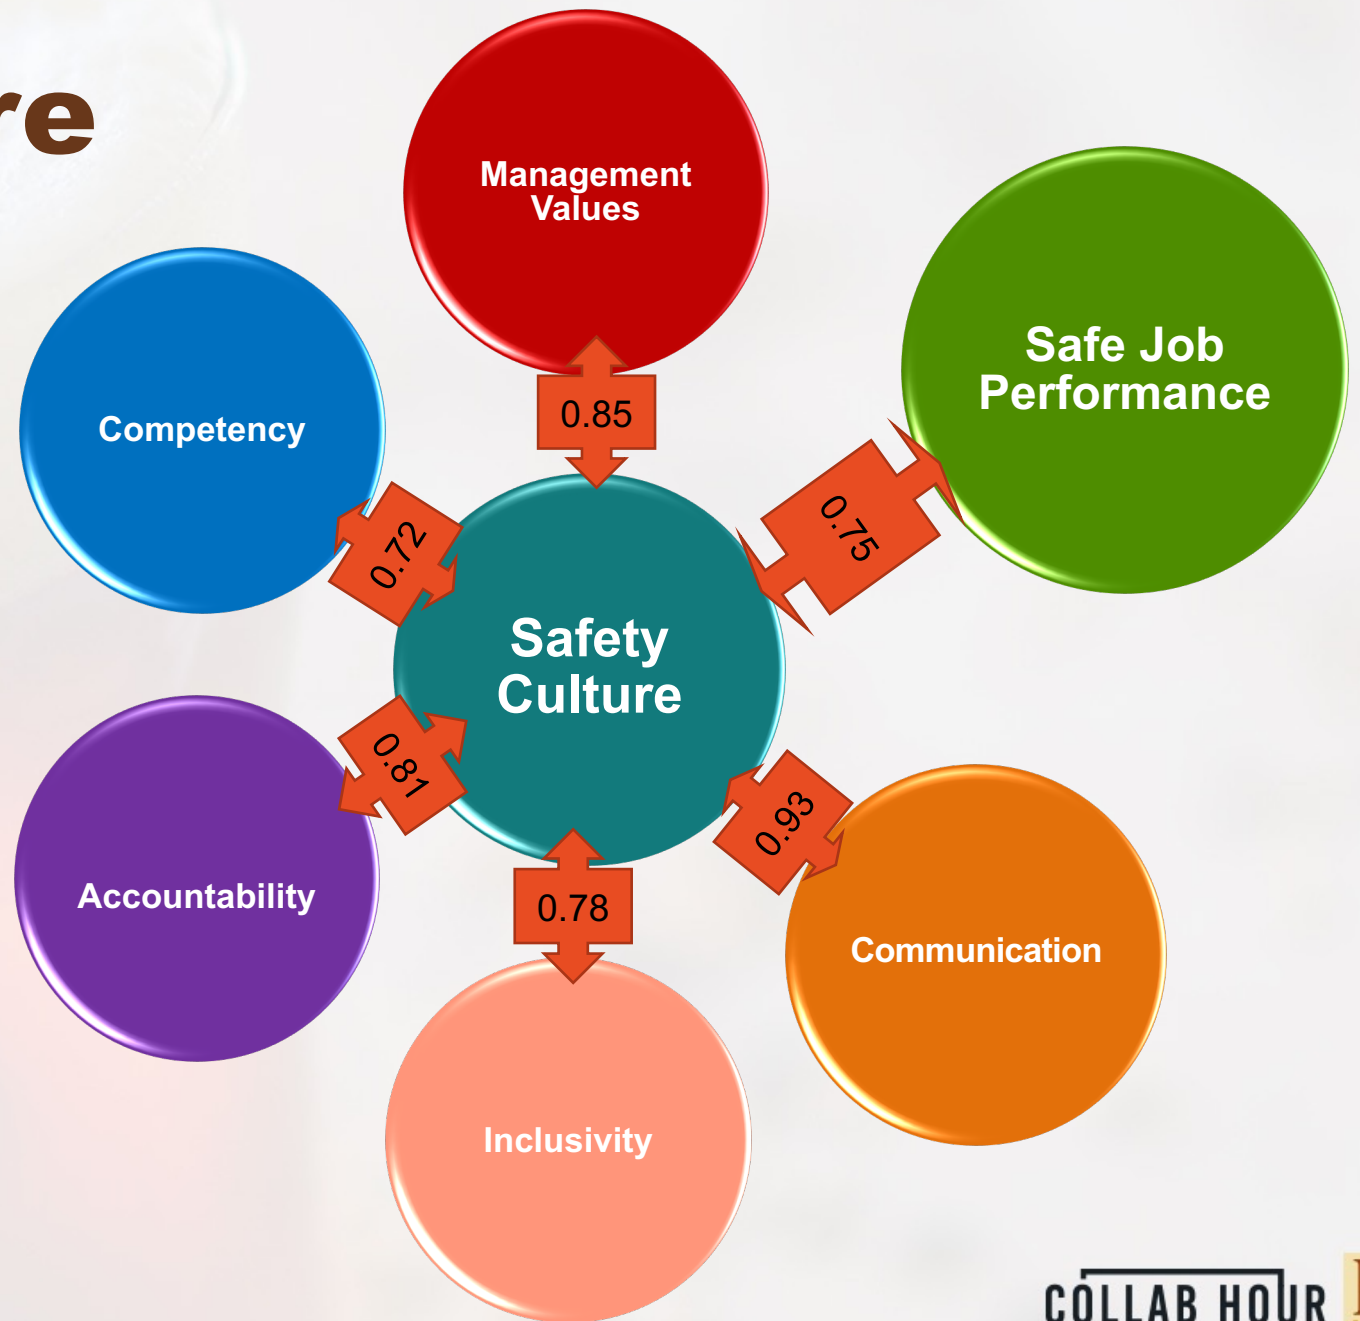 re
Management
Values
Safe Job
Performance
Competency
0.85
0.75
0.72
Safety
Culture
0.81
0.93
0.78
Accountability
Communication
Inclusivity
COLLAB HOUR